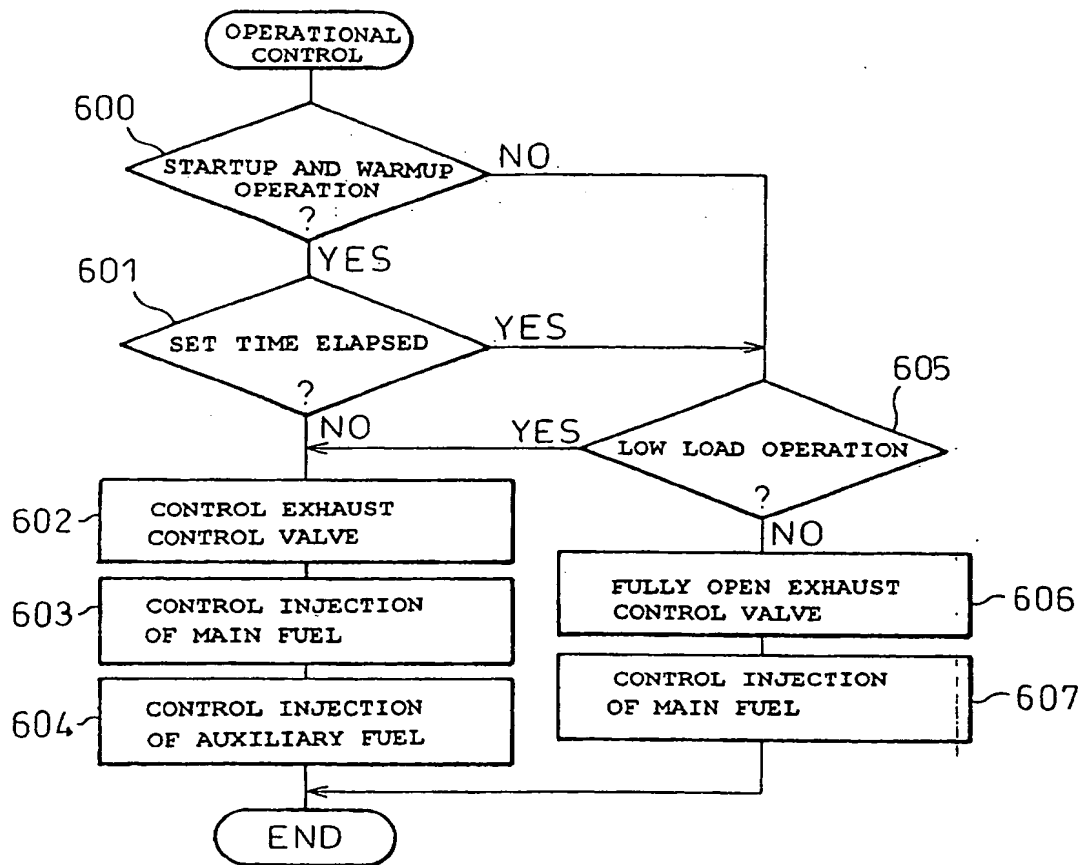 OPERATIONAL
CONTROL
600
STARTUP AND WARMUP
OPERATION
?
NO
YES
601
SET TIME ELAPSED
?
YES
NO
605
LOW LOAD OPERATION
?
YES
NO
602
CONTROL EXHAUST
CONTROL VALVE
603
CONTROL INJECTION
OF MAIN FUEL
604
CONTROL INJECTION
OF AUXILIARY FUEL
FULLY OPEN EXHAUST
CONTROL VALVE
606
CONTROL INJECTION
OF MAIN FUEL
607
END